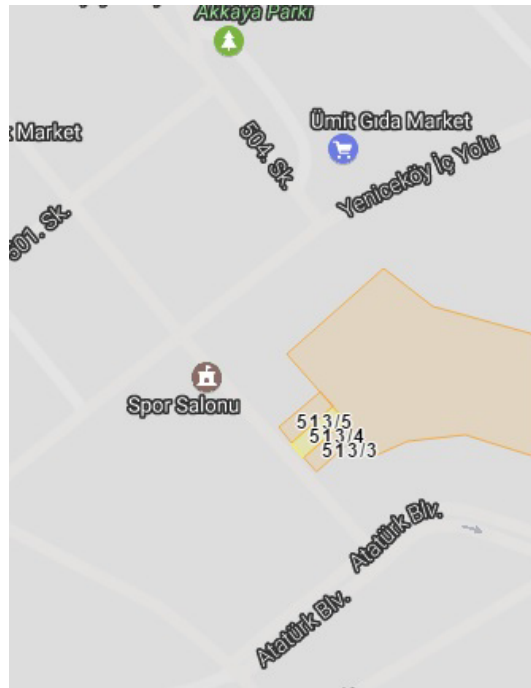 Akkaya Parkı
Ümit Gıda Market
Market
504. Sk.
Yeniceköy İç Yolu
501. Sk.
Spor Salonu
513/5
513/4
513/3
Atatürk Blv.
Atatürk Blv.